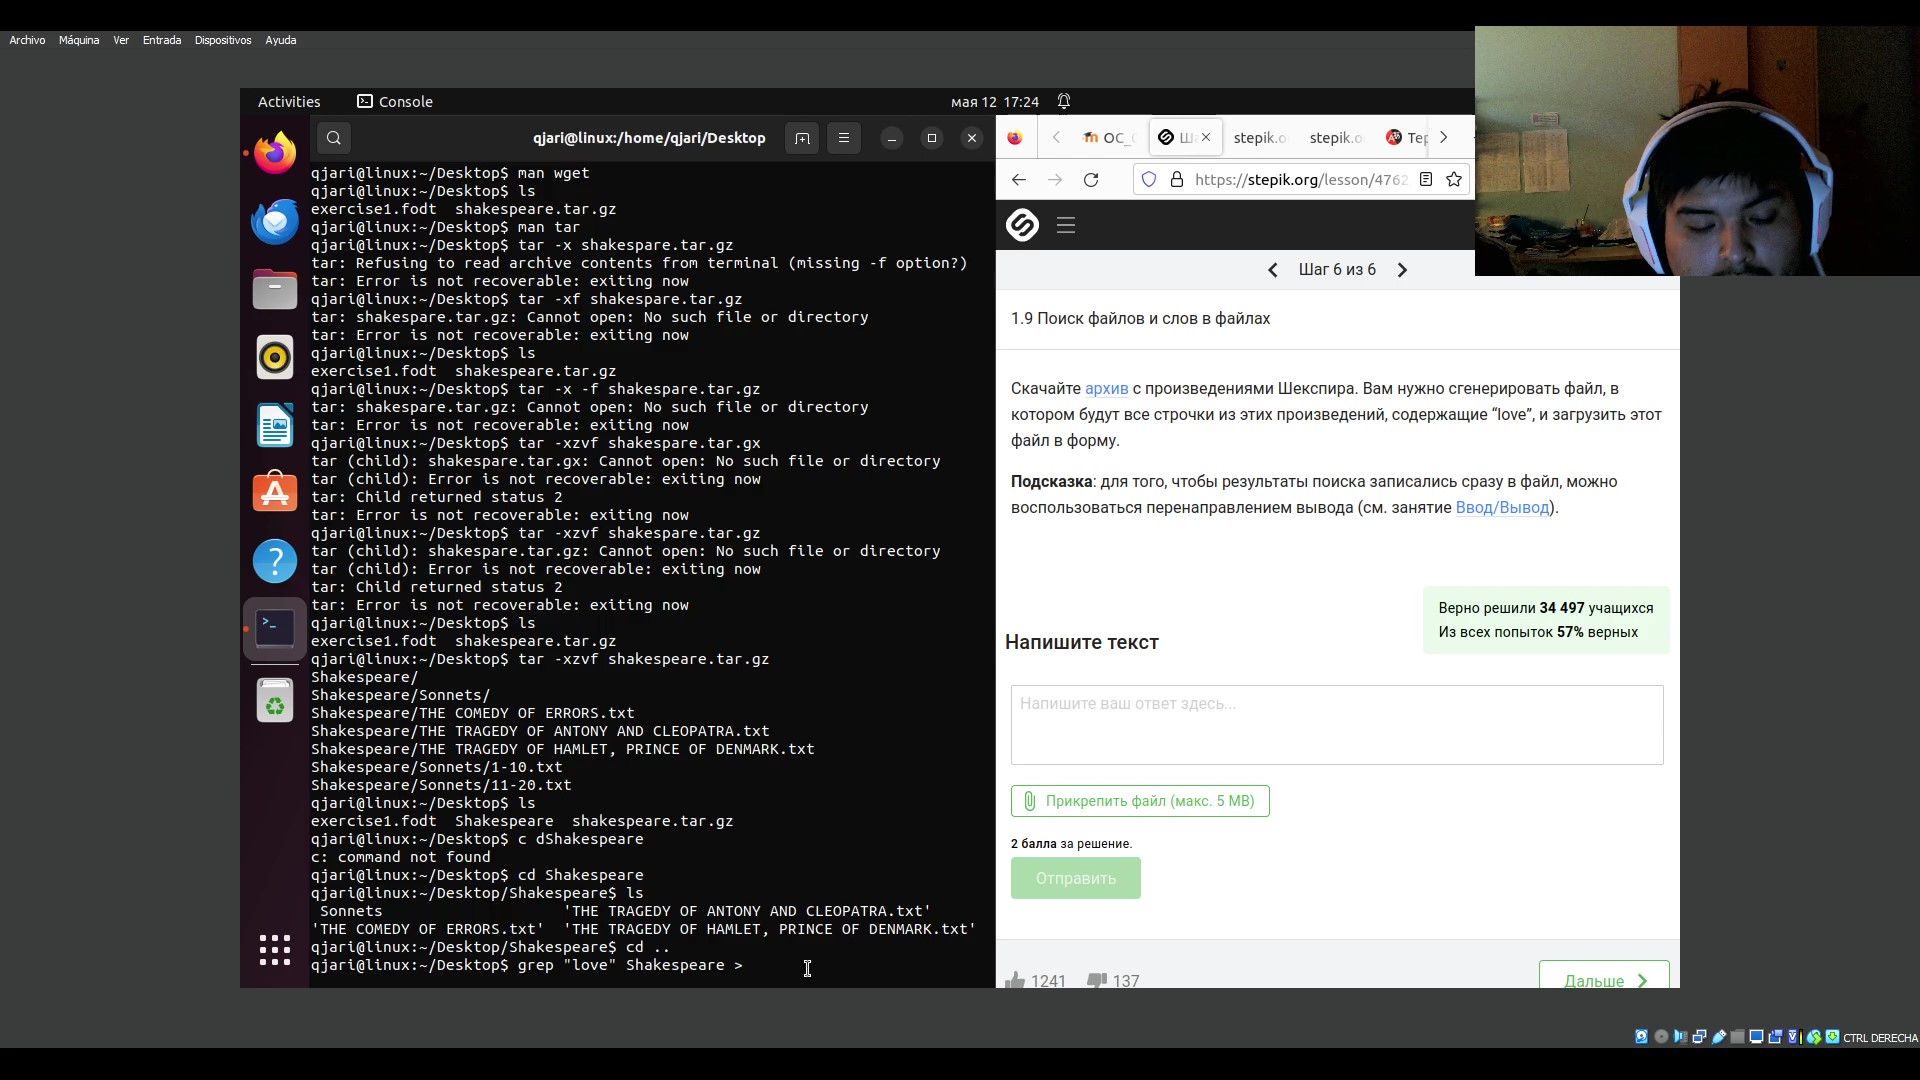 Archivo Máquina Ver Entrada Dispositivos Ayuda
Activities Console мая 12 17:24
qjari@linux:/home/qjari/Desktop
qjari@linux:~/Desktop$ man wget
qjari@linux:~/Desktop$ ls
exercise1.fodt shakespeare.tar.gz
qjari@linux:~/Desktop$ man tar
qjari@linux:~/Desktop$ tar -x shakespare.tar.gz
tar: Refusing to read archive contents from terminal (missing -f option?)
tar: Error is not recoverable: exiting now
qjari@linux:~/Desktop$ tar -xf shakespare.tar.gz
tar: shakespare.tar.gz: Cannot open: No such file or directory
tar: Error is not recoverable: exiting now
qjari@linux:~/Desktop$ ls
exercise1.fodt shakespeare.tar.gz
qjari@linux:~/Desktop$ tar -x -f shakespare.tar.gz
tar: shakespare.tar.gz: Cannot open: No such file or directory
tar: Error is not recoverable: exiting now
qjari@linux:~/Desktop$ tar -xzvf shakespare.tar.gx
tar (child): shakespare.tar.gx: Cannot open: No such file or directory
tar (child): Error is not recoverable: exiting now
tar: Child returned status 2
tar: Error is not recoverable: exiting now
qjari@linux:~/Desktop$ tar -xzvf shakespare.tar.gz
tar (child): shakespare.tar.gz: Cannot open: No such file or directory
tar (child): Error is not recoverable: exiting now
tar: Child returned status 2
tar: Error is not recoverable: exiting now
qjari@linux:~/Desktop$ ls
exercise1.fodt shakespeare.tar.gz
qjari@linux:~/Desktop$ tar -xzvf shakespeare.tar.gz
Shakespeare/
Shakespeare/Sonnets/
Shakespeare/THE COMEDY OF ERRORS.txt
Shakespeare/THE TRAGEDY OF ANTONY AND CLEOPATRA.txt
Shakespeare/THE TRAGEDY OF HAMLET, PRINCE OF DENMARK.txt
Shakespeare/Sonnets/1-10.txt
Shakespeare/Sonnets/11-20.txt
qjari@linux:~/Desktop$ ls
exercise1.fodt Shakespeare shakespeare.tar.gz
qjari@linux:~/Desktop$ c dShakespeare
c: command not found
qjari@linux:~/Desktop$ cd Shakespeare
qjari@linux:~/Desktop/Shakespeare$ ls
Sonnets 'THE TRAGEDY OF ANTONY AND CLEOPATRA.txt'
'THE COMEDY OF ERRORS.txt' 'THE TRAGEDY OF HAMLET, PRINCE OF DENMARK.txt'
qjari@linux:~/Desktop/Shakespeare$ cd ..
qjari@linux:~/Desktop$ grep "love" Shakespeare >
ОС_ stepik.o stepik.o
https://stepik.org/lesson/4762
Шаг 6 из 6
1.9 Поиск файлов и слов в файлах
Скачайте архив с произведениями Шекспира. Вам нужно сгенерировать файл, в
котором будут все строчки из этих произведений, содержащие “love”, и загрузить этот
файл в форму.
Подсказка: для того, чтобы результаты поиска записались сразу в файл, можно
воспользоваться перенаправлением вывода (см. занятие Ввод/Вывод).
Верно решили 34 497 учащихся
Из всех попыток 57% верных
Напишите текст
Напишите ваш ответ здесь...
Прикрепить файл (макс. 5 MB)
2 балла за решение.
Отправить
1241 137
Дальше
CTRL DERECHA